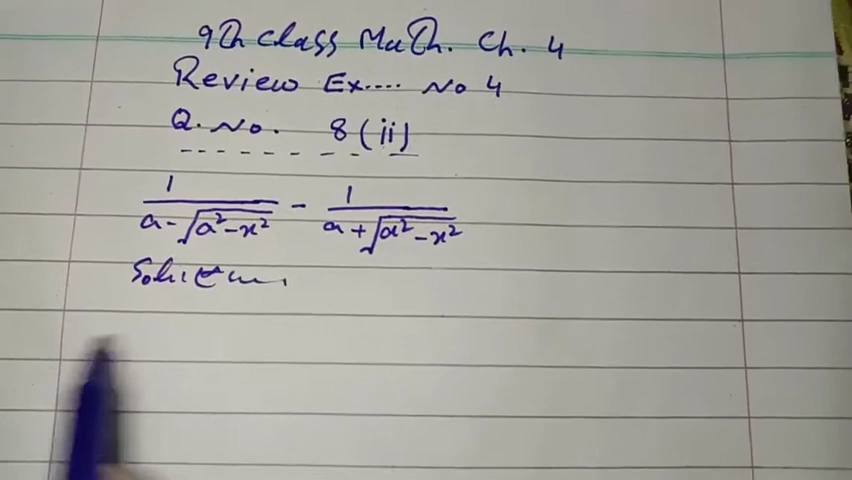 9th class Math. Ch. 4
Review Ex.... No 4
Q. No. 8 (ii)
1/(a-√(a²-x²)) - 1/(a+√(a²-x²))
Solution.